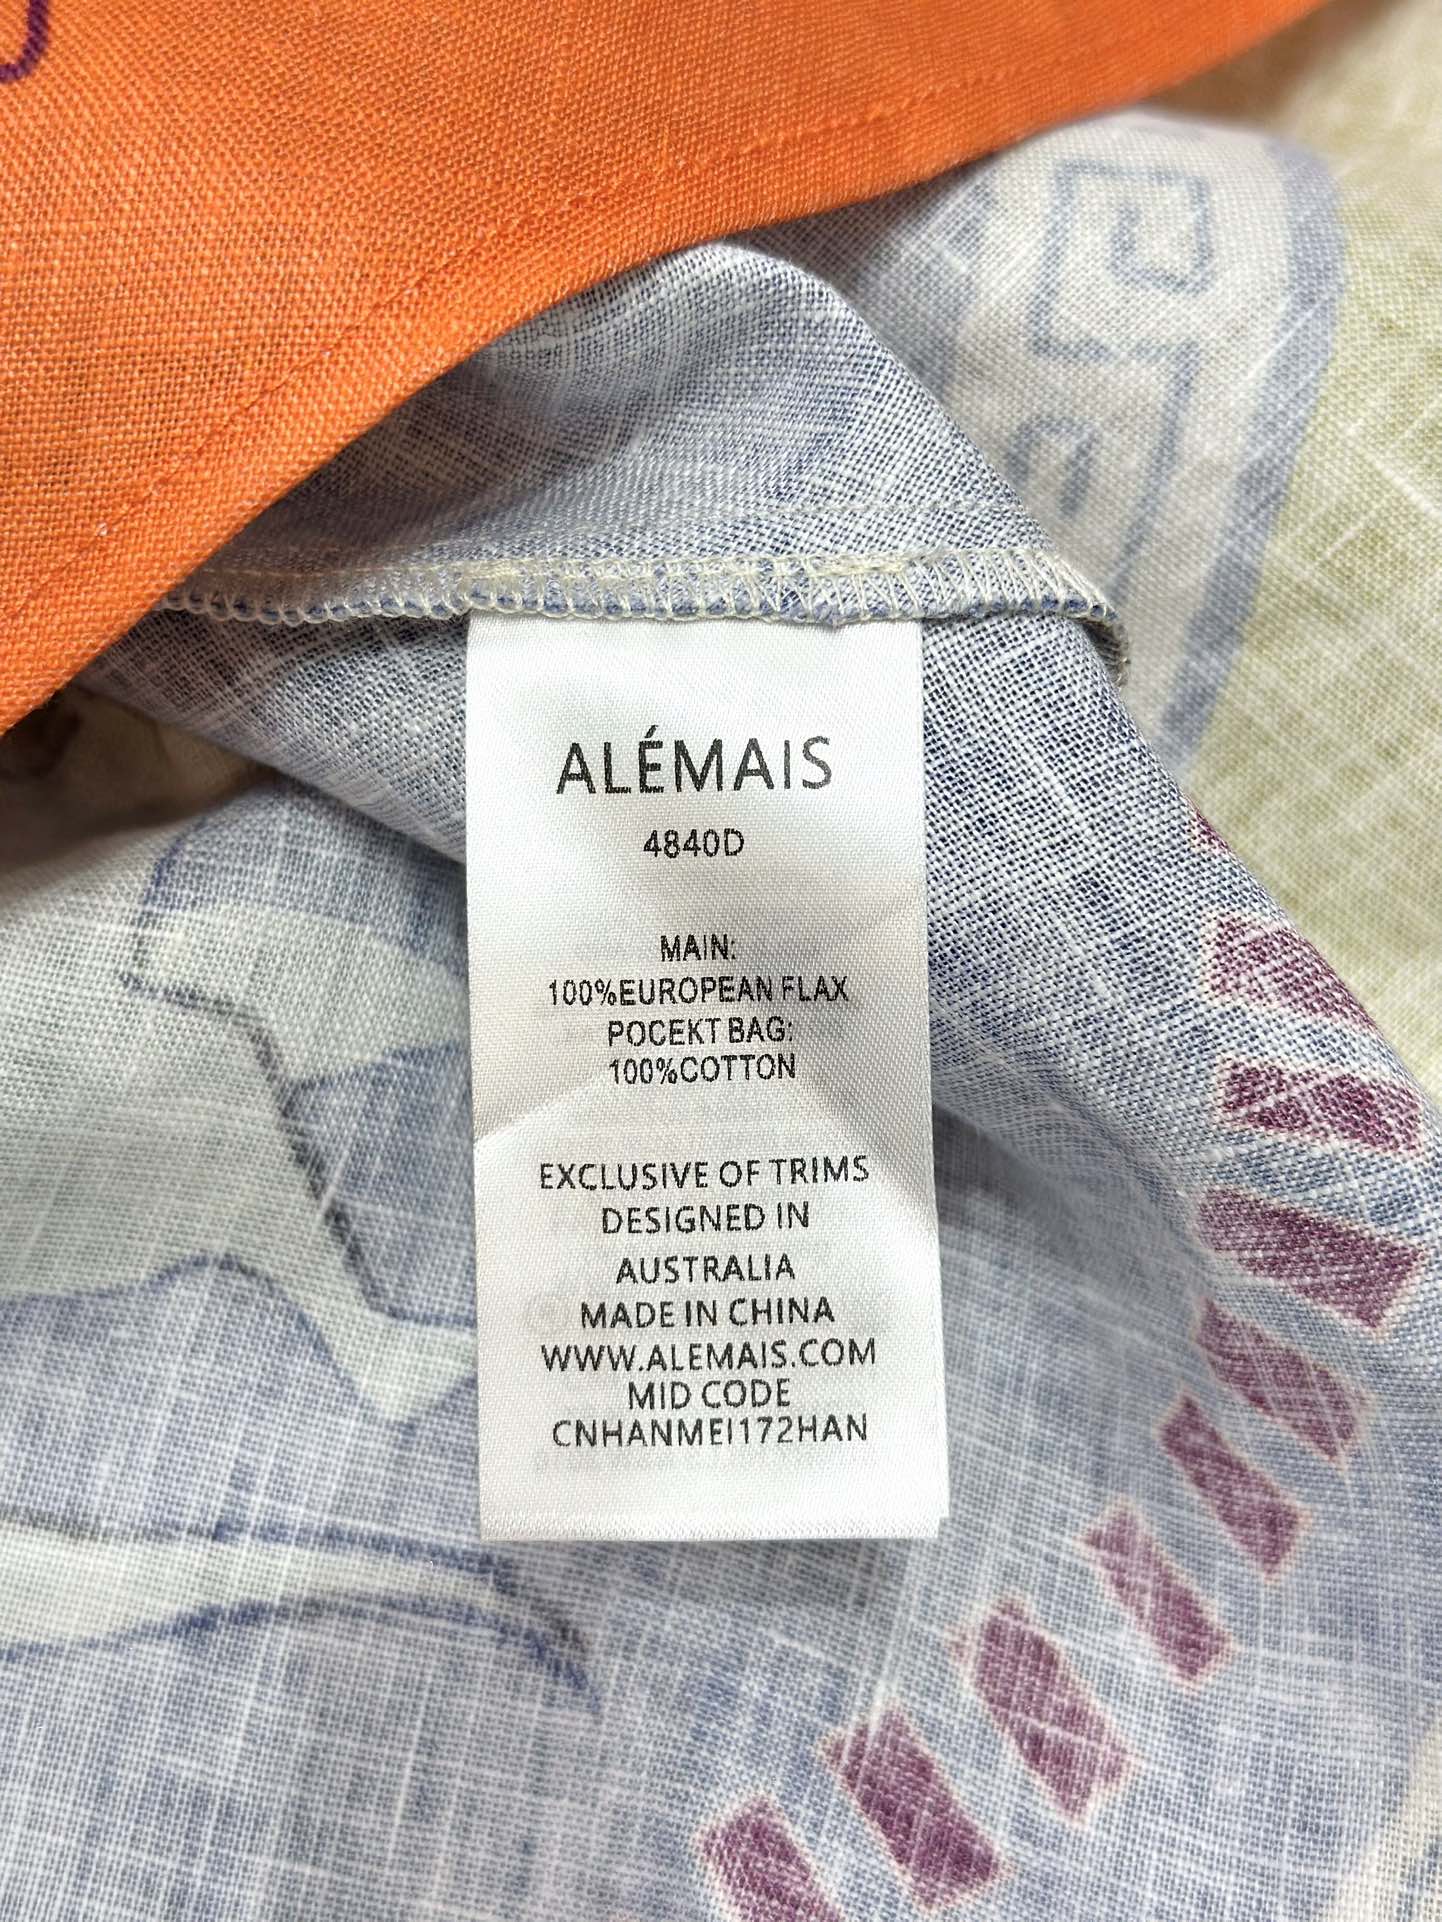 ALÉMAIS
4840D
MAIN:
100%EUROPEAN FLAX
POCEKT BAG:
100%COTTON
EXCLUSIVE OF TRIMS
DESIGNED IN
AUSTRALIA
MADE IN CHINA
WWW.ALEMAIS.COM
MID CODE
CNHANMEI172HAN